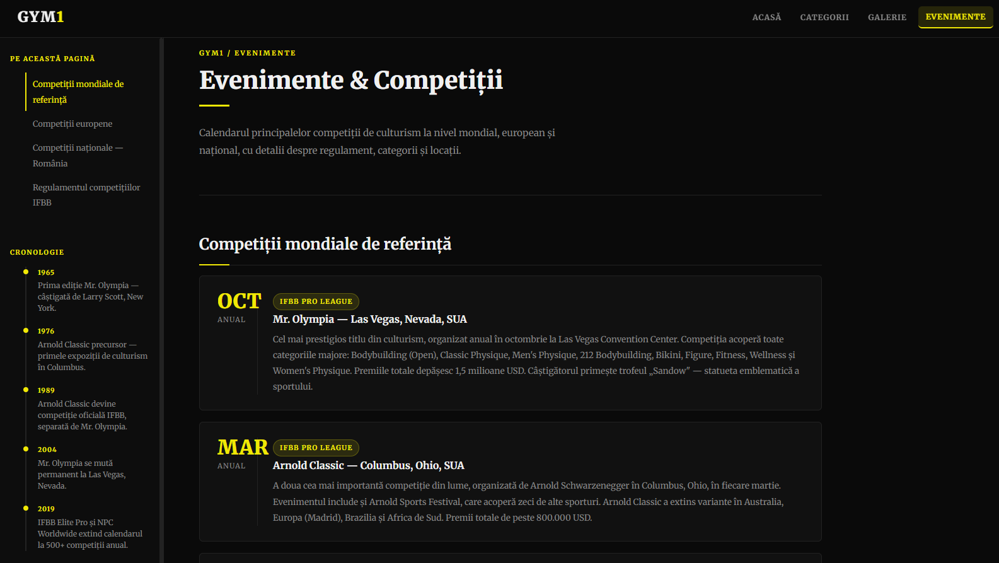 GYM1
ACASĂ
CATEGORII
GALERIE
EVENIMENTE
PE ACEASTĂ PAGINĂ
Competiții mondiale de
referință
Competiții europene
Competiții naționale —
România
Regulamentul competițiilor
IFBB
CRONOLOGIE
1965
Prima ediție Mr. Olympia —
câștigată de Larry Scott, New
York.
1976
Arnold Classic precursor —
primele expoziții de culturism
în Columbus.
1989
Arnold Classic devine
competiție oficială IFBB,
separată de Mr. Olympia.
2004
Mr. Olympia se mută
permanent la Las Vegas,
Nevada.
2019
IFBB Elite Pro și NPC
Worldwide extind calendarul
la 500+ competiții anual.
GYM1 / EVENIMENTE
Evenimente & Competiții
Calendarul principalelor competiții de culturism la nivel mondial, european și
național, cu detalii despre regulament, categorii și locații.
Competiții mondiale de referință
OCT
ANUAL
IFBB PRO LEAGUE
Mr. Olympia — Las Vegas, Nevada, SUA
Cel mai prestigios titlu din culturism, organizat anual în octombrie la Las Vegas Convention Center. Competiția acoperă toate
categoriile majore: Bodybuilding (Open), Classic Physique, Men's Physique, 212 Bodybuilding, Bikini, Figure, Fitness, Wellness și
Women's Physique. Premiile totale depășesc 1,5 milioane USD. Câștigătorul primește trofeul „Sandow" — statueta emblematică a
sportului.
MAR
ANUAL
IFBB PRO LEAGUE
Arnold Classic — Columbus, Ohio, SUA
A doua cea mai importantă competiție din lume, organizată de Arnold Schwarzenegger în Columbus, Ohio, în fiecare martie.
Evenimentul include și Arnold Sports Festival, care acoperă zeci de alte sporturi. Arnold Classic a extins variante în Australia,
Europa (Madrid), Brazilia și Africa de Sud. Premii totale de peste 800.000 USD.